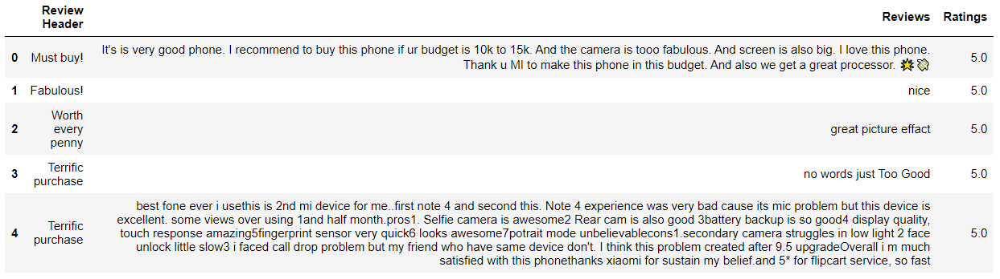 Review Header Reviews Ratings
0 Must buy! It's is very good phone. I recommend to buy this phone if ur budget is 10k to 15k. And the camera is tooo fabulous. And screen is also big. I love this phone.
Thank u MI to make this phone in this budget. And also we get a great processor. 5.0
1 Fabulous! nice 5.0
2 Worth every penny great picture effact 5.0
3 Terrific purchase no words just Too Good 5.0
4 Terrific purchase best fone ever i usethis is 2nd mi device for me..first note 4 and second this. Note 4 experience was very bad cause its mic problem but this device is
excellent. some views over using 1and half month.pros1. Selfie camera is awesome2 Rear cam is also good 3battery backup is so good4 display quality,
touch response amazing5fingerprint sensor very quick6 looks awesome7potrait mode unbelievablecons1.secondary camera struggles in low light 2 face
unlock little slow3 i faced call drop problem but my friend who have same device don't. I think this problem created after 9.5 upgradeOverall i m much
satisfied with this phonethanks xiaomi for sustain my belief.and 5* for flipcart service, so fast 5.0